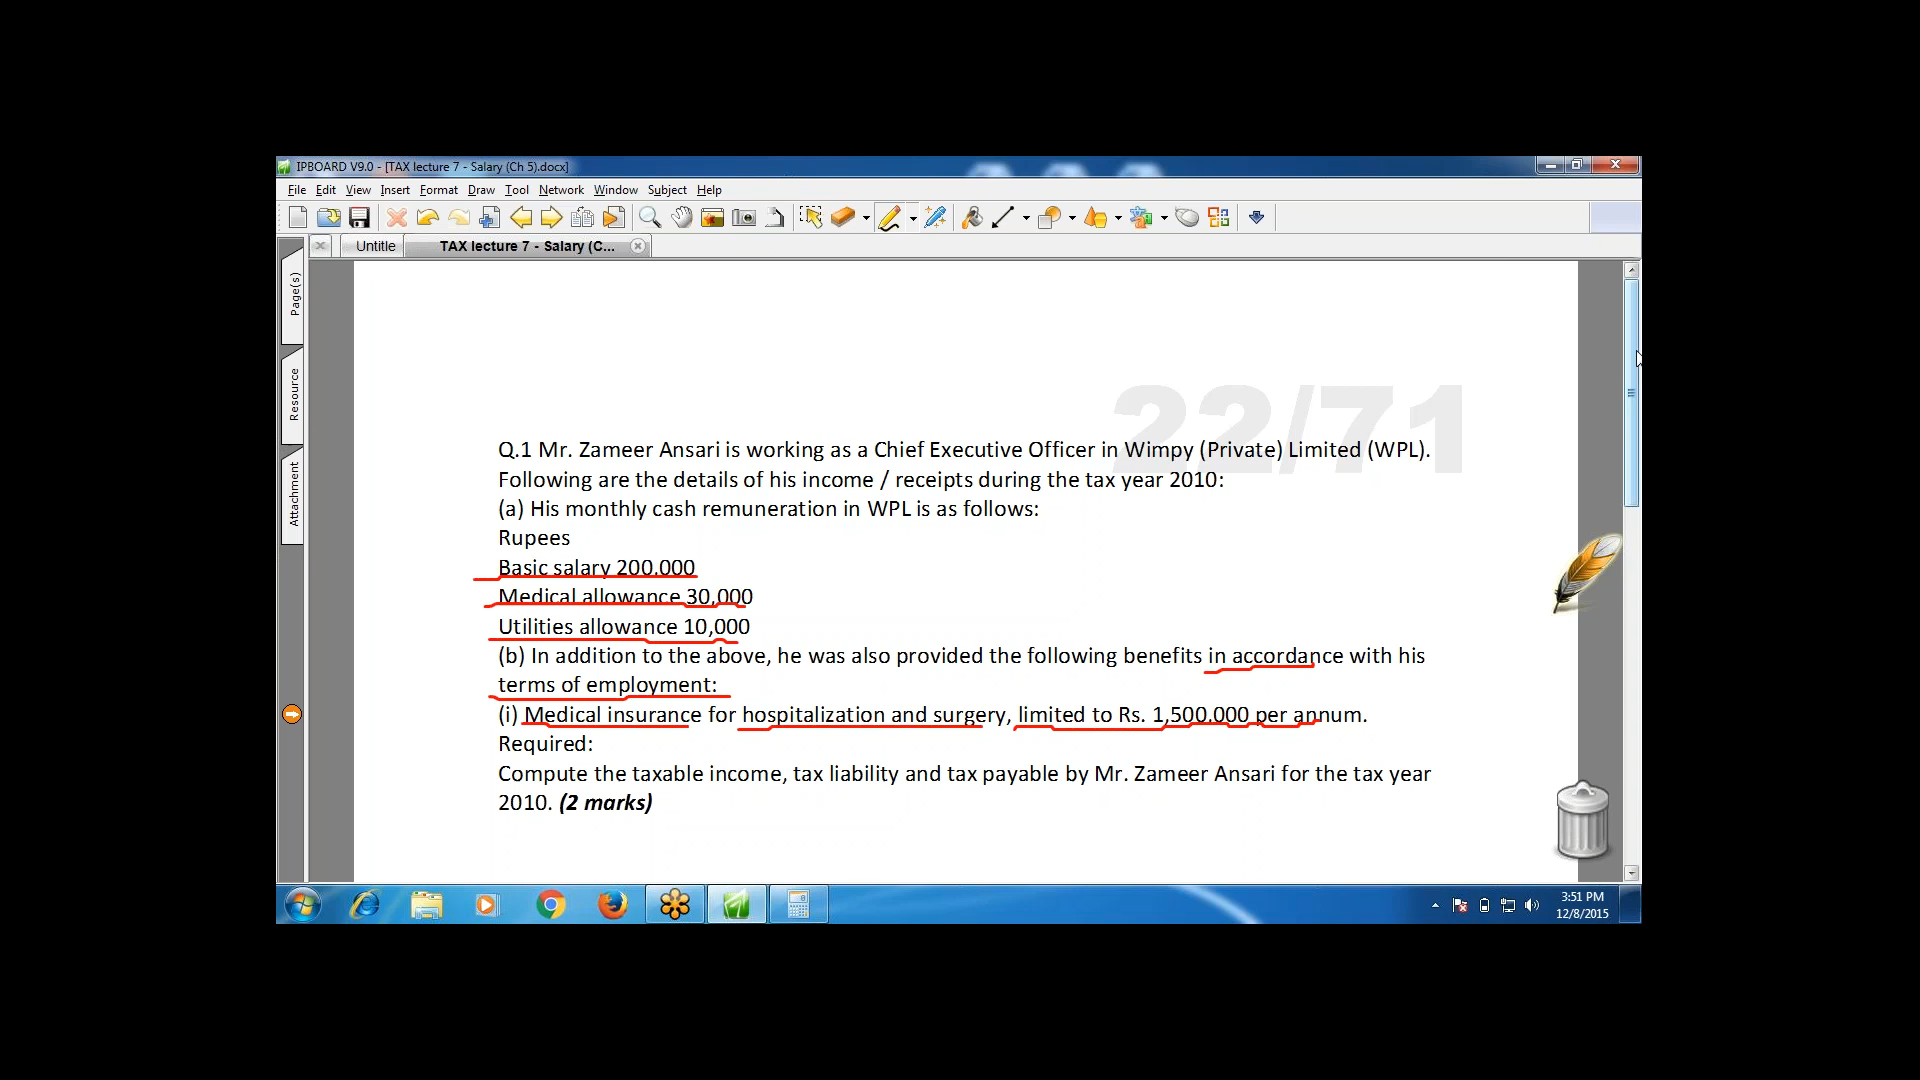 IPBOARD V9.0 - [TAX lecture 7 - Salary (Ch 5).docx]
File Edit View Insert Format Draw Tool Network Window Subject Help
Untitle TAX lecture 7 - Salary (C...
Page(s)
Resource
Attachment
22/71
Q.1 Mr. Zameer Ansari is working as a Chief Executive Officer in Wimpy (Private) Limited (WPL).
Following are the details of his income / receipts during the tax year 2010:
(a) His monthly cash remuneration in WPL is as follows:
Rupees
Basic salary 200,000
Medical allowance 30,000
Utilities allowance 10,000
(b) In addition to the above, he was also provided the following benefits in accordance with his
terms of employment:
(i) Medical insurance for hospitalization and surgery, limited to Rs. 1,500,000 per annum.
Required:
Compute the taxable income, tax liability and tax payable by Mr. Zameer Ansari for the tax year
2010. (2 marks)
3:51 PM
12/8/2015